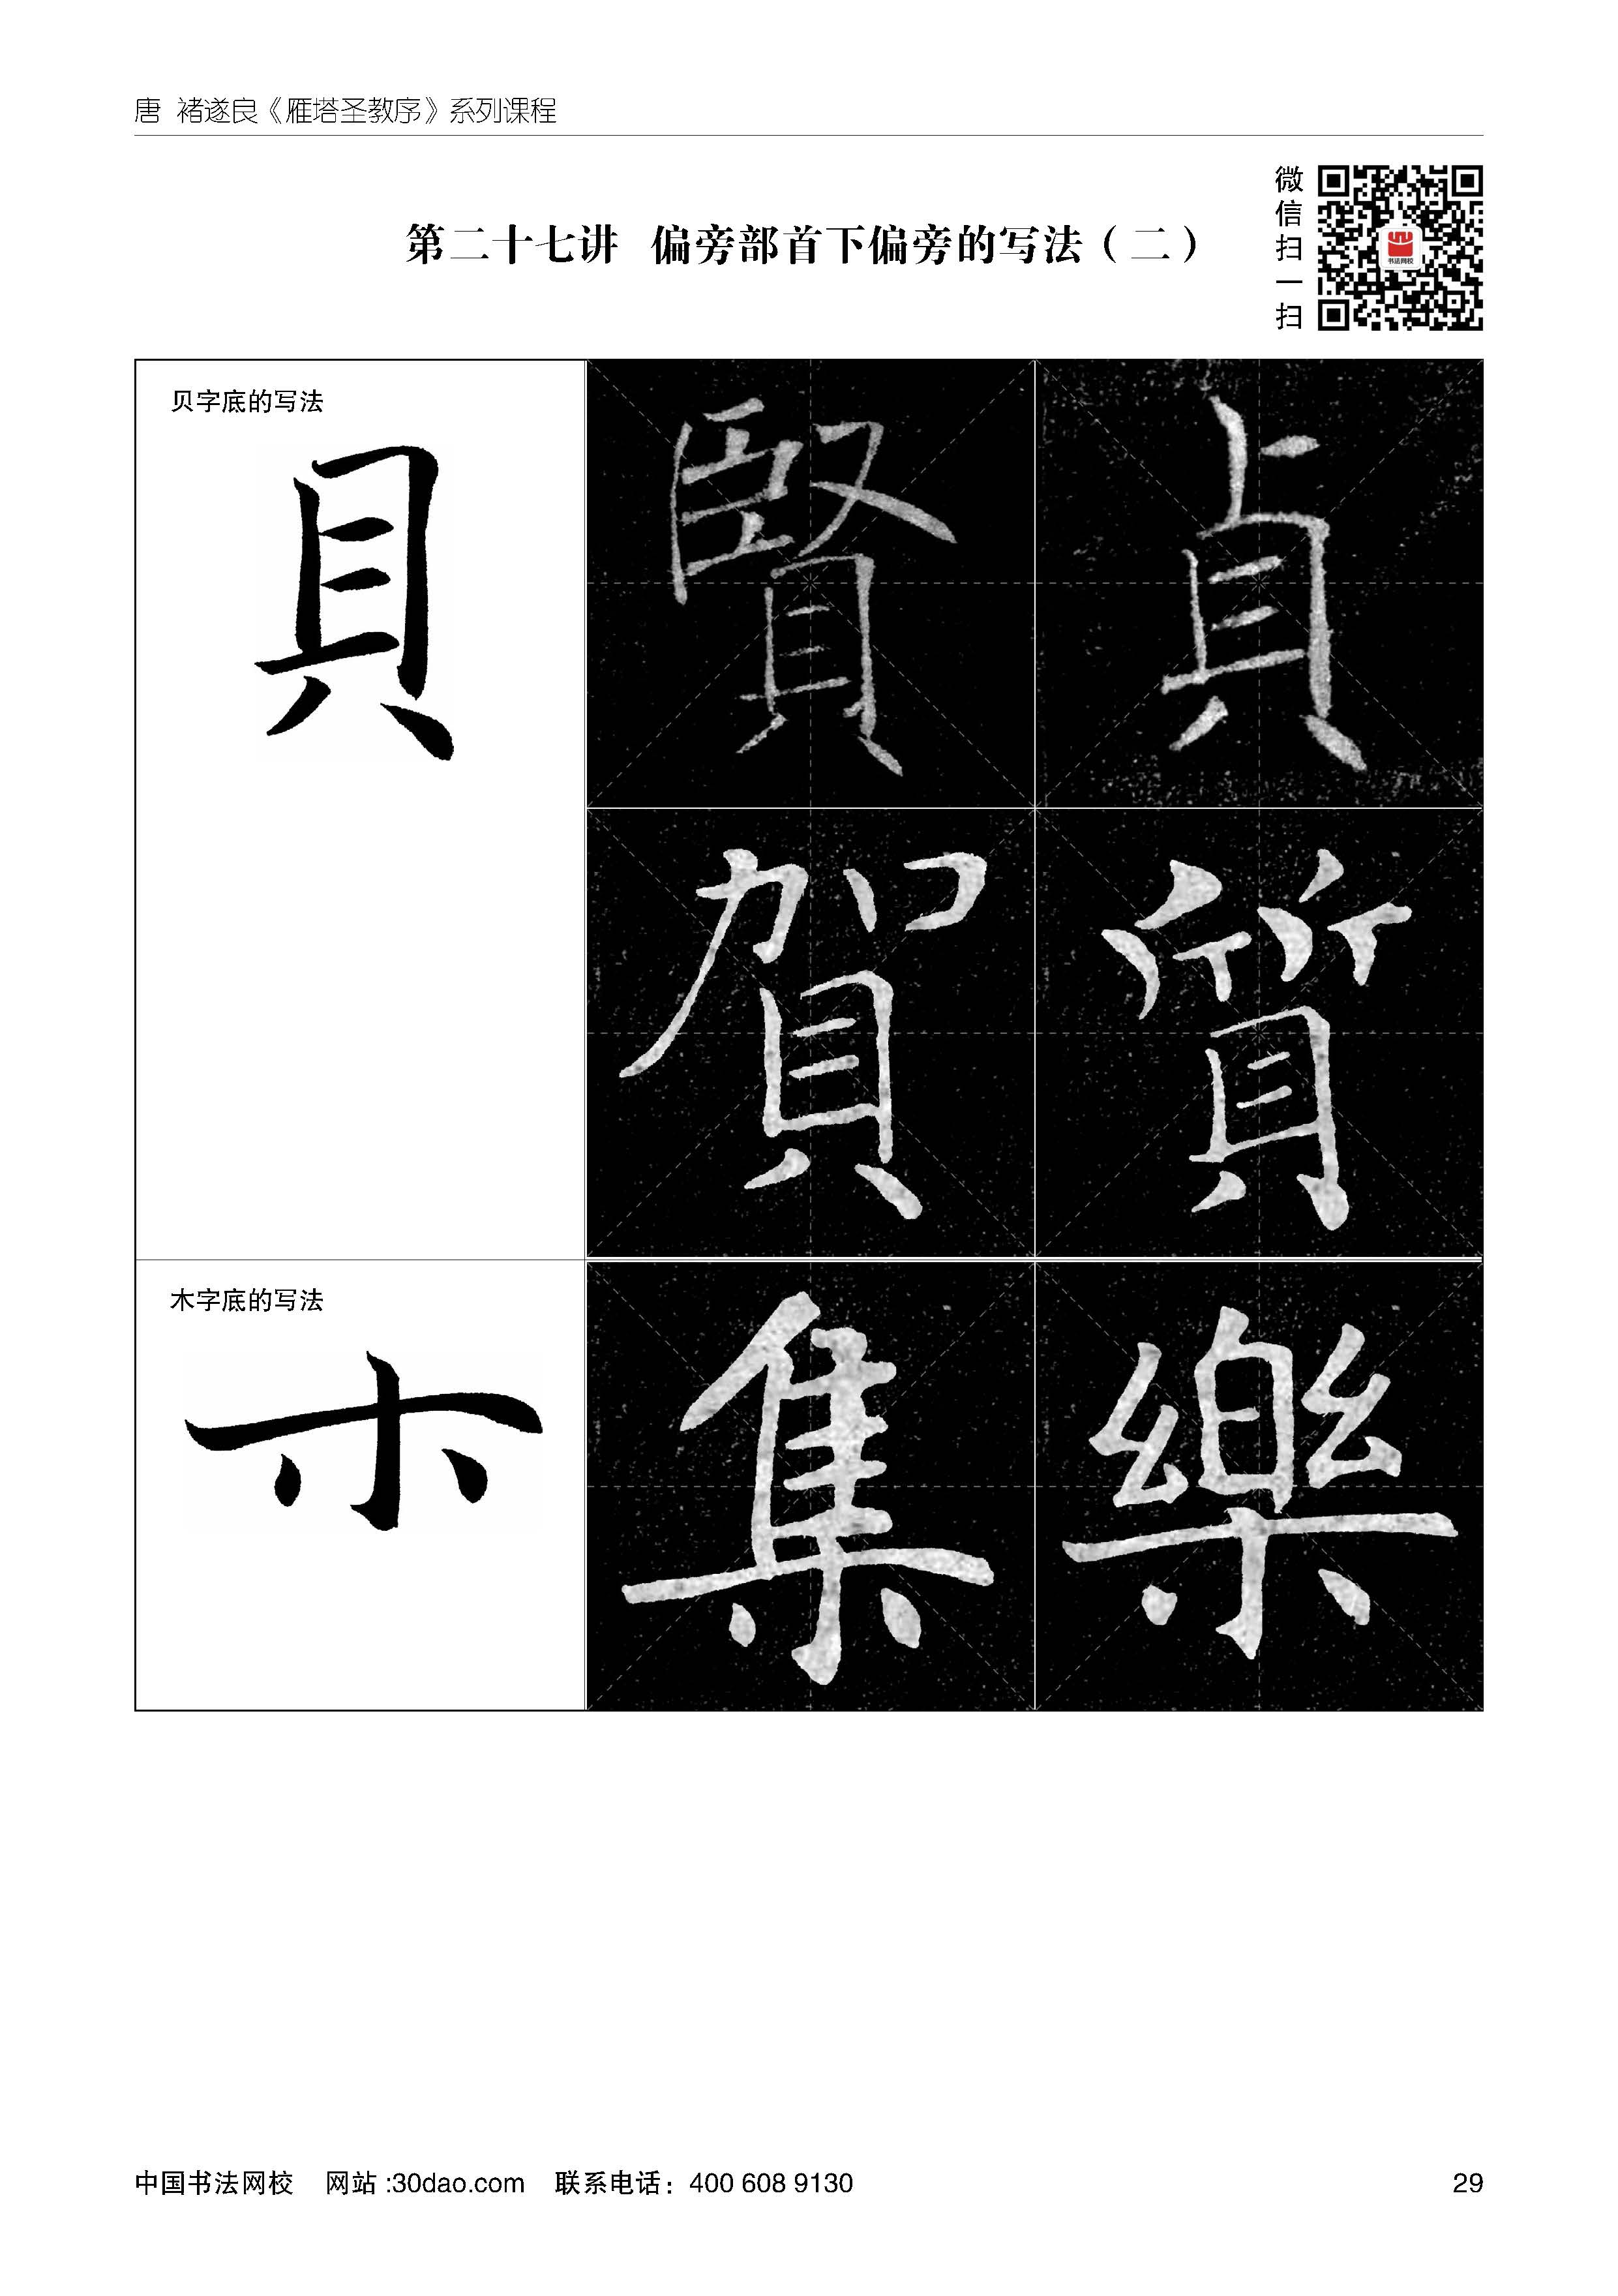 唐 褚遂良《雁塔圣教序》系列课程
微信扫一扫
书法网校
第二十七讲 偏旁部首下偏旁的写法（二）
贝字底的写法
貝
賢 貞
賀 質
木字底的写法
木
集 樂
中国书法网校 网站:30dao.com 联系电话：400 608 9130
29